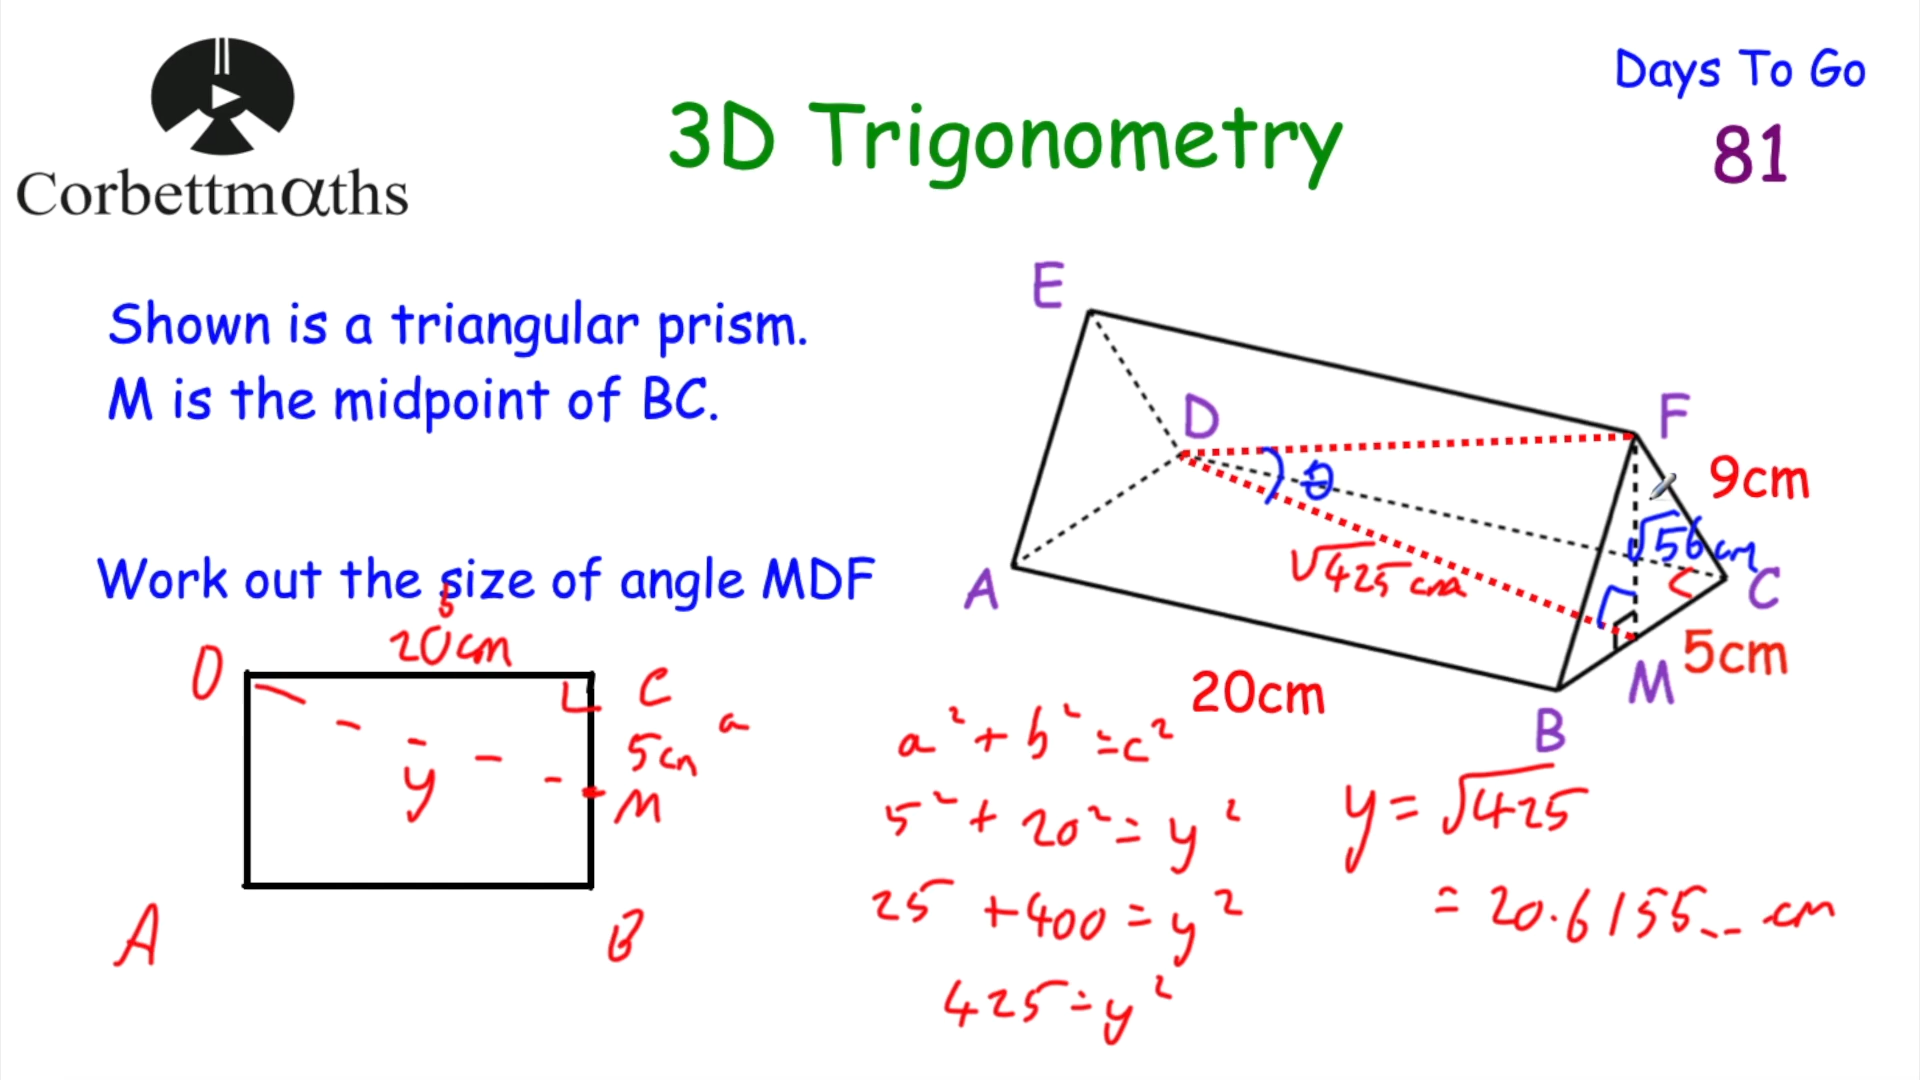 Corbettmαths
3D Trigonometry
Days To Go
81
Shown is a triangular prism.
M is the midpoint of BC.
Work out the size of angle MDF
E
D
F
9cm
θ
√56 cm
A
√425 cm
c
C
5cm
M
20cm
B
b
20cm
D
C
5cm
a
y
M
A
B
a² + b² = c²
5² + 20² = y²
25 + 400 = y²
425 = y²
y = √425
= 20.6155... cm